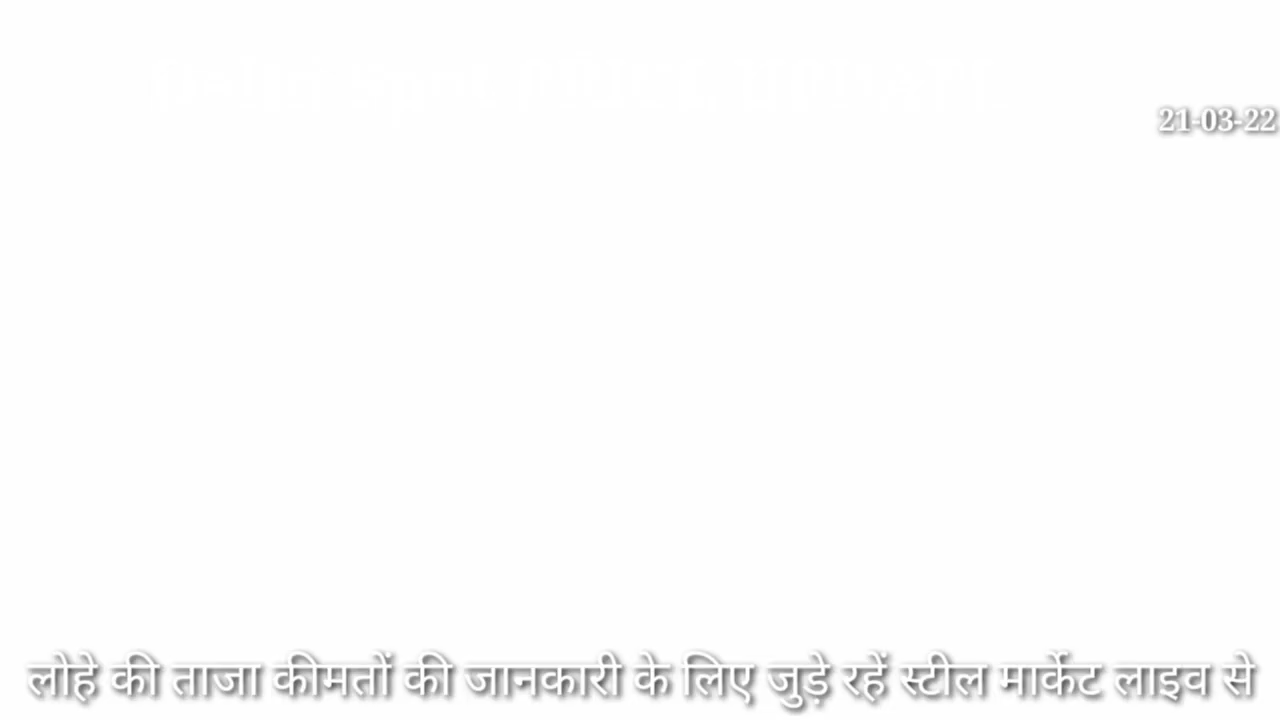 21-03-22
लोहे की ताजा कीमतों की जानकारी के लिए जुड़े रहें स्टील मार्केट लाइव से